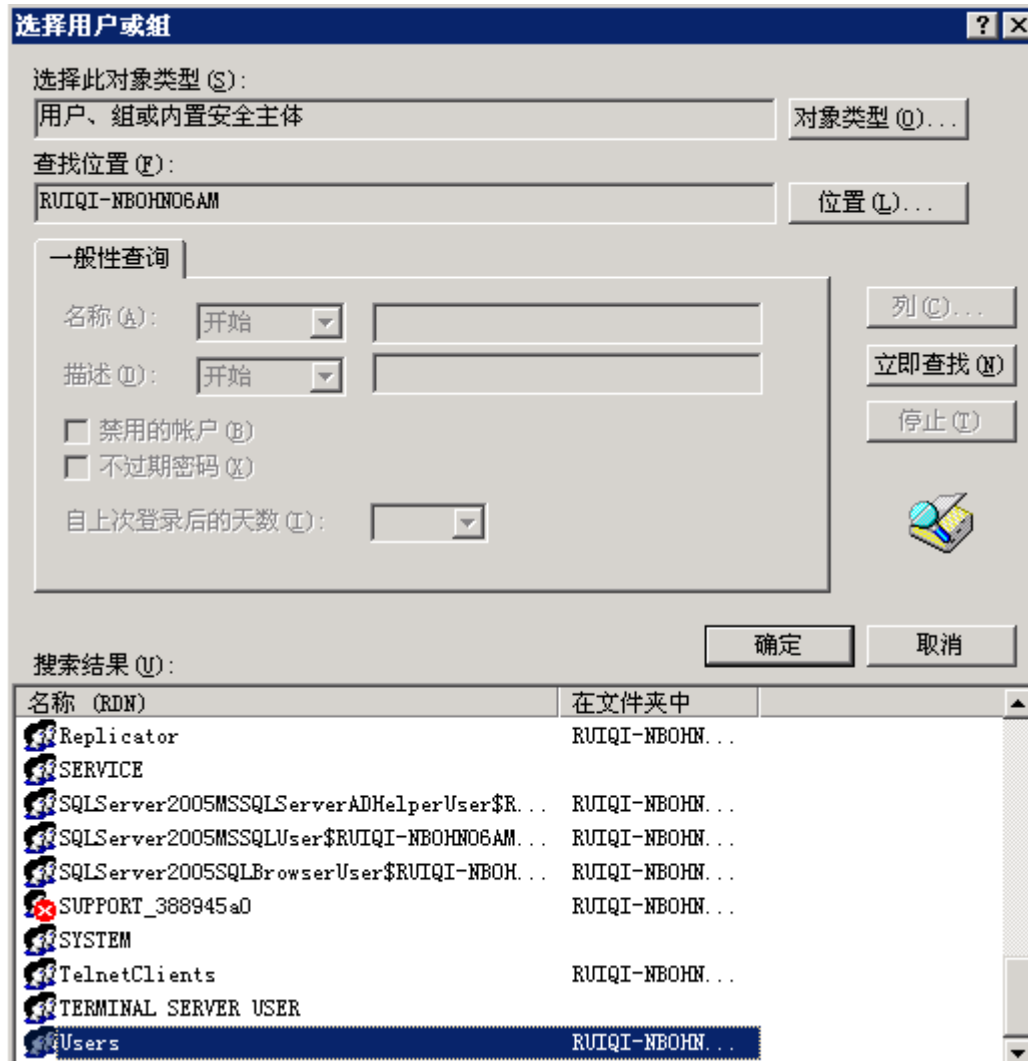 选择用户或组
选择此对象类型(S):
用户、组或内置安全主体
对象类型(O)...
查找位置(F):
RUIQI-NBOHNO6AM
位置(L)...
一般性查询
名称(A): 开始
列(C)...
描述(D): 开始
立即查找(N)
禁用的帐户(B)
停止(T)
不过期密码(X)
自上次登录后的天数(I):
确定 取消
搜索结果(U):
名称 (RDN) 在文件夹中
Replicator RUIQI-NBOHN...
SERVICE
SQLServer2005MSSQLServerADHelperUser$R... RUIQI-NBOHN...
SQLServer2005MSSQLUser$RUIQI-NBOHNO6AM... RUIQI-NBOHN...
SQLServer2005SQLBrowserUser$RUIQI-NBOH... RUIQI-NBOHN...
SUPPORT_388945a0 RUIQI-NBOHN...
SYSTEM
TelnetClients RUIQI-NBOHN...
TERMINAL SERVER USER
Users RUIQI-NBOHN...